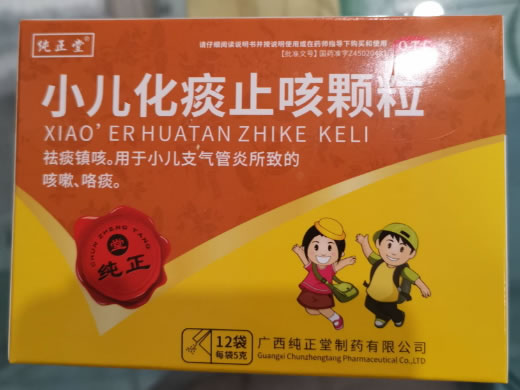 纯正堂®
请仔细阅读说明书并按说明使用或在药师指导下购买和使用
OTC
小儿化痰止咳颗粒
XIAO'ER HUATAN ZHIKE KELI
祛痰镇咳。用于小儿支气管炎所致的
咳嗽、咯痰。
CHUN ZHENG TANG
堂
纯正
12袋
每袋5克
广西纯正堂制药有限公司
Guangxi Chunzhengtang Pharmaceutical Co.,LTD